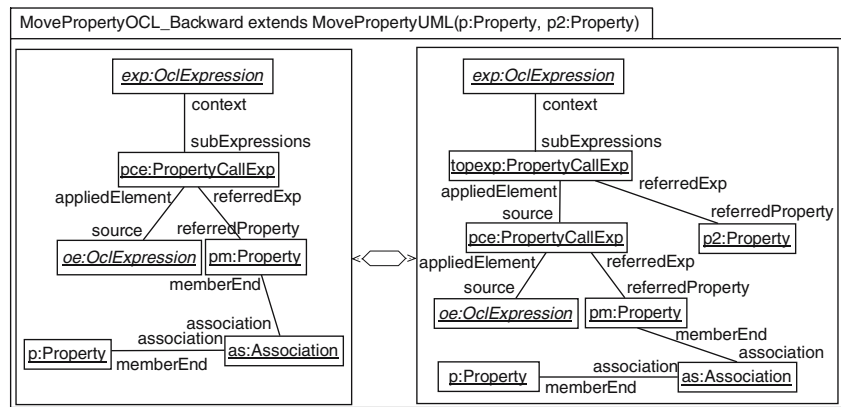 MovePropertyOCL_Backward extends MovePropertyUML(p:Property, p2:Property)
exp:OclExpression
context
subExpressions
pce:PropertyCallExp
appliedElement
referredExp
source
referredProperty
oe:OclExpression
pm:Property
memberEnd
association
association
p:Property
memberEnd
as:Association
exp:OclExpression
context
subExpressions
topexp:PropertyCallExp
appliedElement
referredExp
source
referredProperty
pce:PropertyCallExp
p2:Property
appliedElement
referredExp
source
referredProperty
oe:OclExpression
pm:Property
memberEnd
association
association
p:Property
memberEnd
as:Association